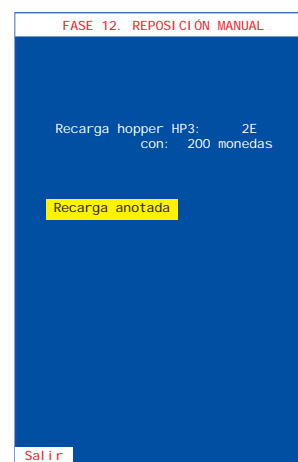 FASE 12. REPOSICIÓN MANUAL
Recarga hopper HP3: 2E
con: 200 monedas
Recarga anotada
Salir